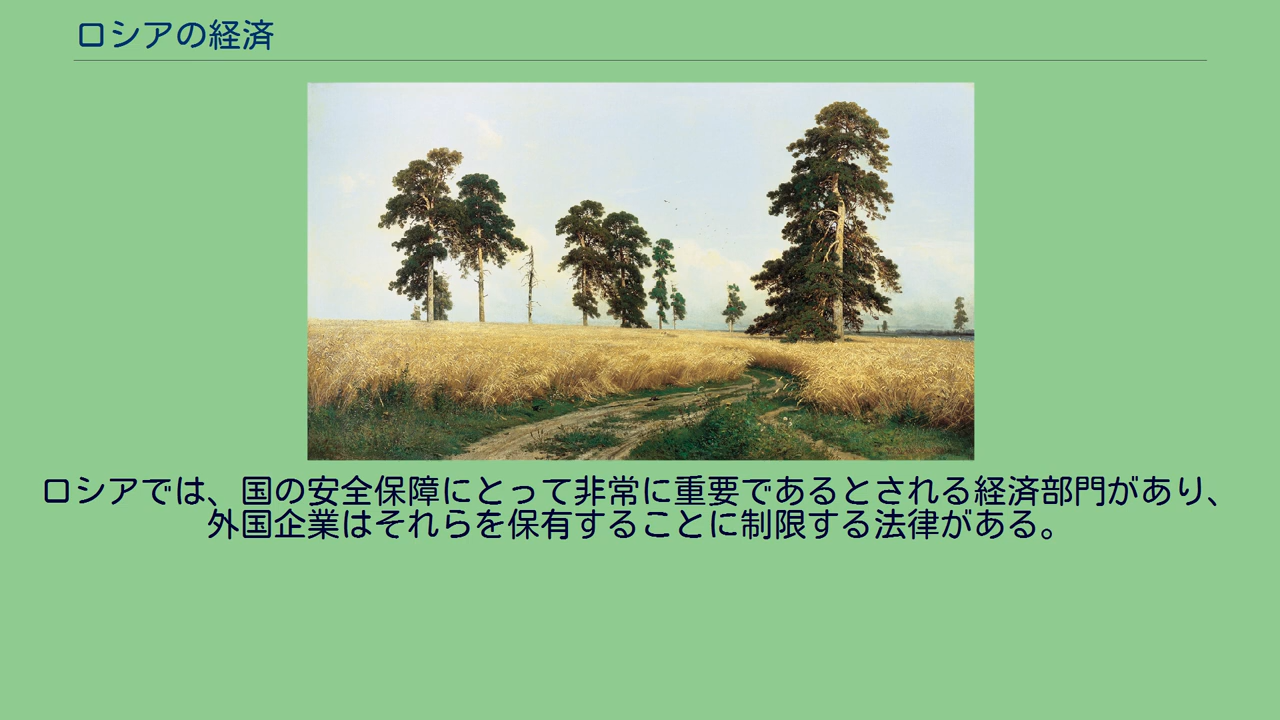 ロシアの経済
ロシアでは、国の安全保障にとって非常に重要であるとされる経済部門があり、
外国企業はそれらを保有することに制限する法律がある。